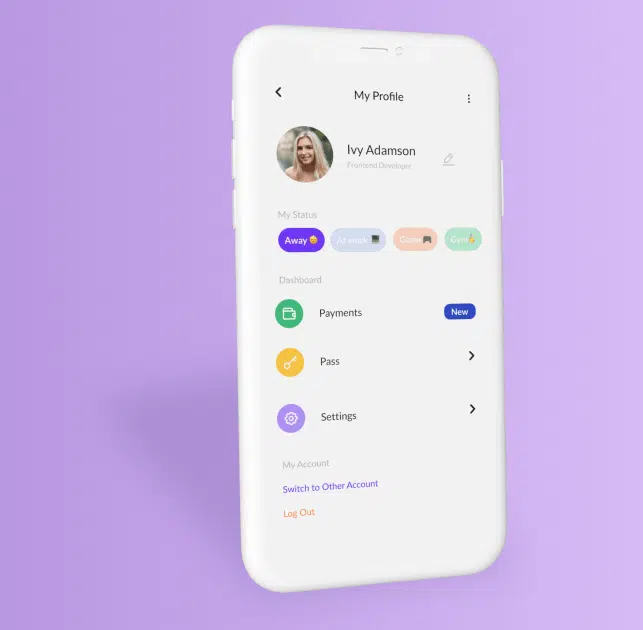 My Profile
Ivy Adamson
Frontend Developer
My Status
Away 😴 At work 💻 Game 🎮 Gym 💪
Dashboard
Payments New
Pass
Settings
My Account
Switch to Other Account
Log Out